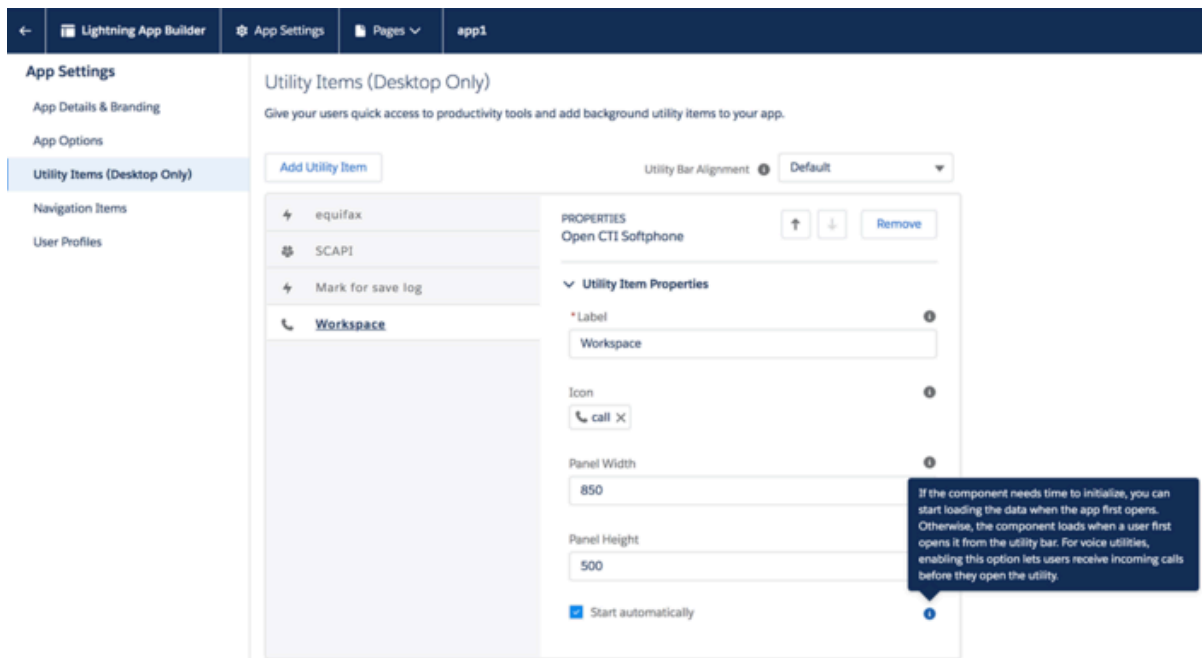 Lightning App Builder
App Settings
Pages
app1
App Settings
App Details & Branding
App Options
Utility Items (Desktop Only)
Navigation Items
User Profiles
Utility Items (Desktop Only)
Give your users quick access to productivity tools and add background utility items to your app.
Add Utility Item
Utility Bar Alignment
Default
equifax
SCAPI
Mark for save log
Workspace
PROPERTIES
Open CTI Softphone
Remove
Utility Item Properties
*Label
Workspace
Icon
call
Panel Width
850
Panel Height
500
Start automatically
If the component needs time to initialize, you can
start loading the data when the app first opens.
Otherwise, the component loads when a user first
opens it from the utility bar. For voice utilities,
enabling this option lets users receive incoming calls
before they open the utility.